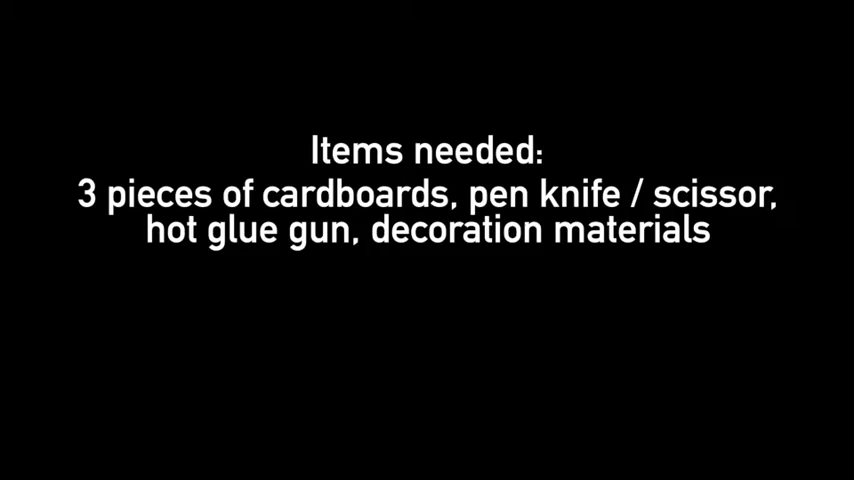 Items needed:
3 pieces of cardboards, pen knife / scissor,
hot glue gun, decoration materials